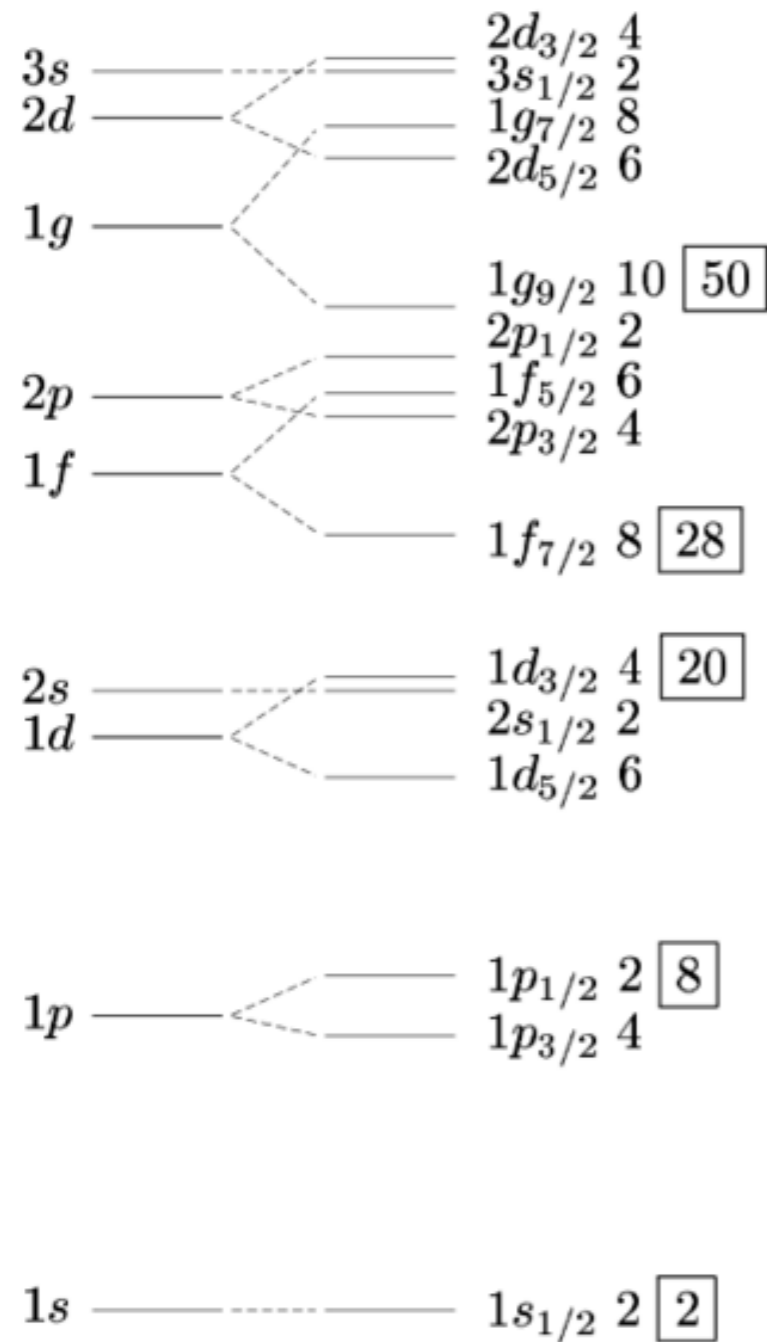 3s
2d
1g
2p
1f
2s
1d
1p
1s
2d3/2 4
3s1/2 2
1g7/2 8
2d5/2 6
1g9/2 10 50
2p1/2 2
1f5/2 6
2p3/2 4
1f7/2 8 28
1d3/2 4 20
2s1/2 2
1d5/2 6
1p1/2 2 8
1p3/2 4
1s1/2 2 2